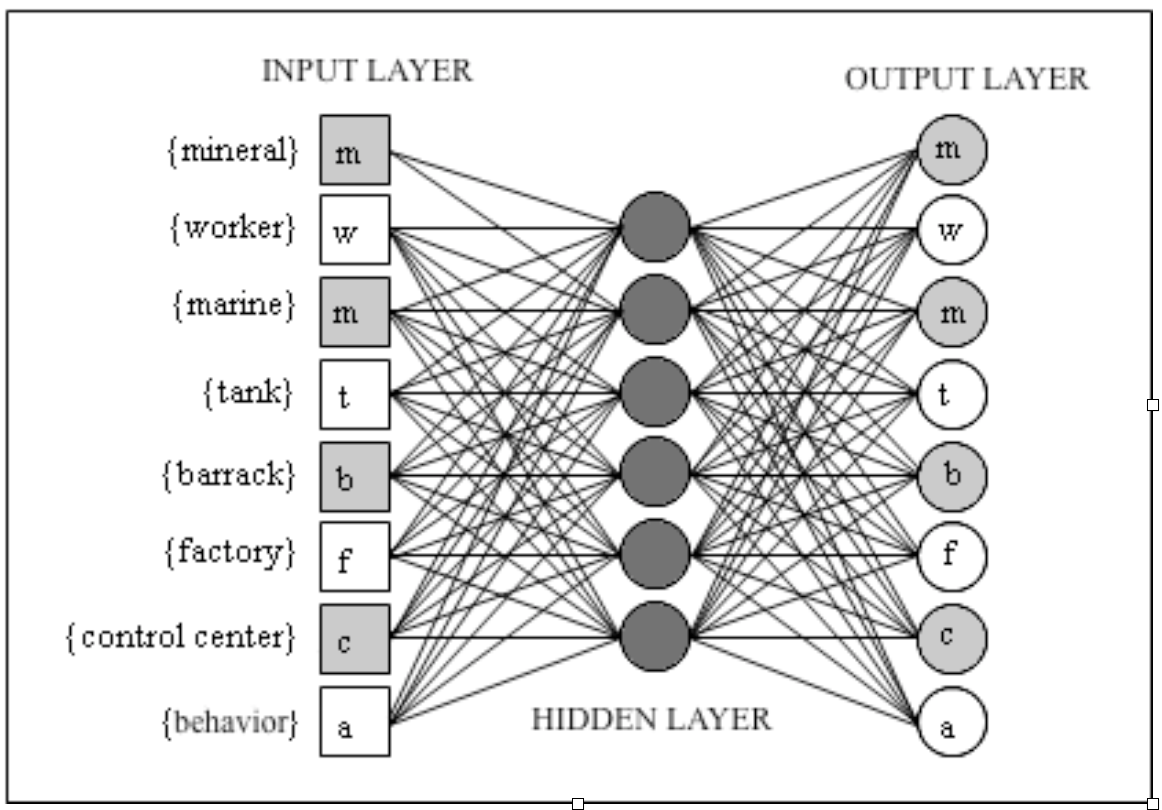 INPUT LAYER
OUTPUT LAYER
{mineral} m m
{worker} w w
{marine} m m
{tank} t t
{barrack} b b
{factory} f f
{control center} c c
{behavior} a a
HIDDEN LAYER